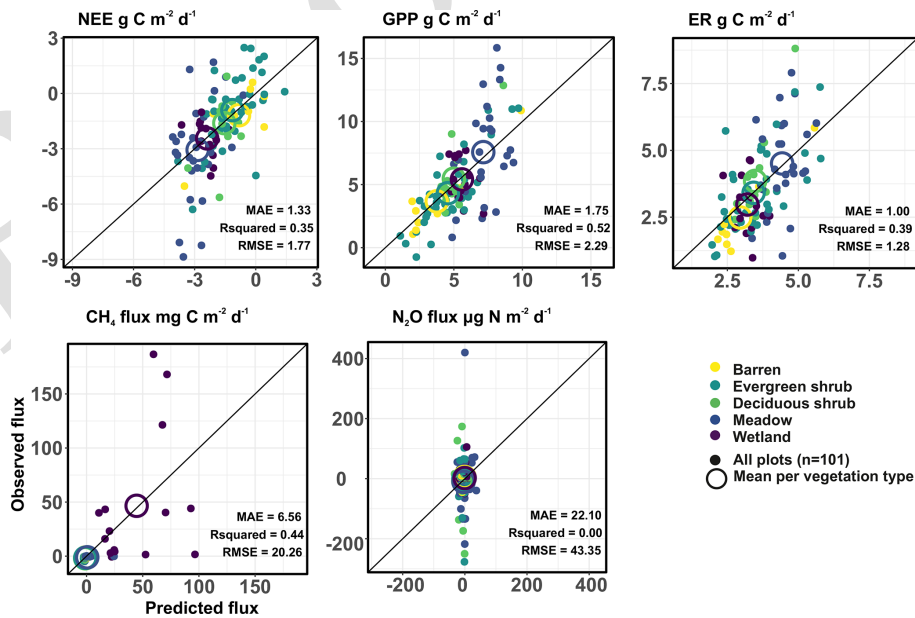 NEE g C m⁻² d⁻¹
3
0
-3
-6
-9
-9
-6
-3
0
3
MAE = 1.33
Rsquared = 0.35
RMSE = 1.77
GPP g C m⁻² d⁻¹
15
10
5
0
0
5
10
15
MAE = 1.75
Rsquared = 0.52
RMSE = 2.29
ER g C m⁻² d⁻¹
7.5
5.0
2.5
2.5
5.0
7.5
MAE = 1.00
Rsquared = 0.39
RMSE = 1.28
CH₄ flux mg C m⁻² d⁻¹
Observed flux
150
100
50
0
0
50
100
150
MAE = 6.56
Rsquared = 0.44
RMSE = 20.26
Predicted flux
N₂O flux µg N m⁻² d⁻¹
400
200
0
-200
-200
0
200
400
MAE = 22.10
Rsquared = 0.00
RMSE = 43.35
Barren
Evergreen shrub
Deciduous shrub
Meadow
Wetland
All plots (n=101)
Mean per vegetation type